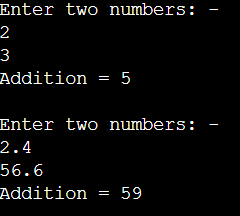 Enter two numbers: -
2
3
Addition = 5
Enter two numbers: -
2.4
56.6
Addition = 59